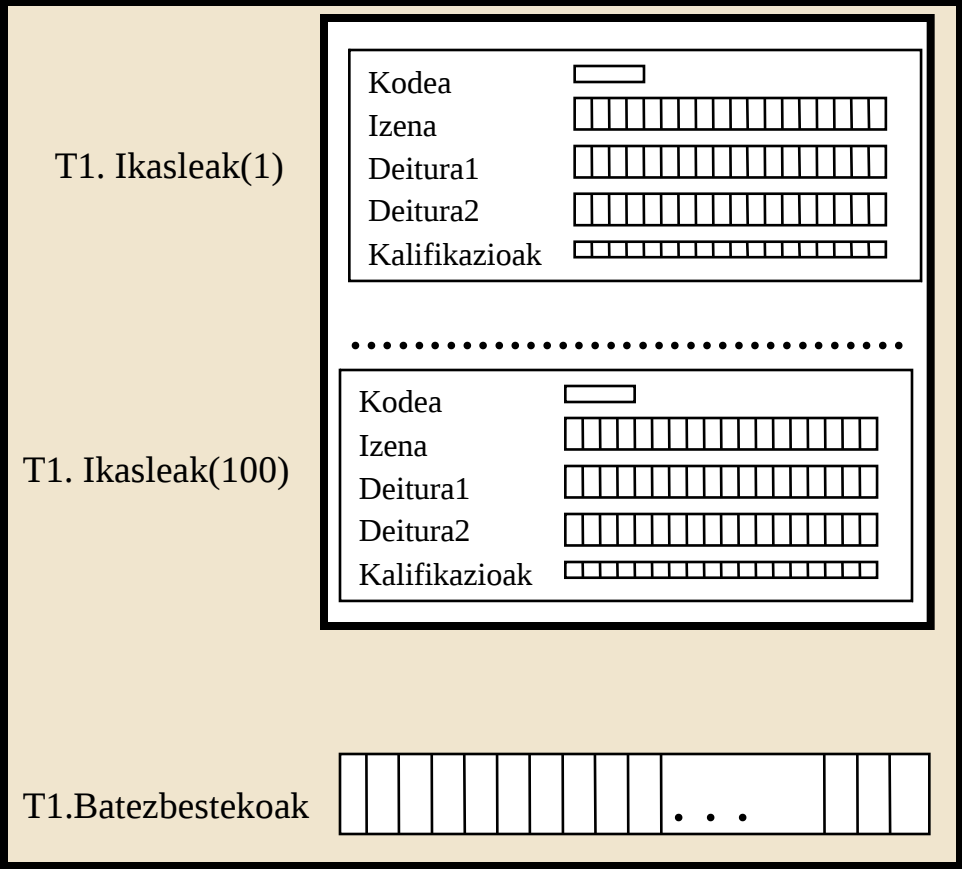 T1. Ikasleak(1)
Kodea
Izena
Deitura1
Deitura2
Kalifikazioak
T1. Ikasleak(100)
Kodea
Izena
Deitura1
Deitura2
Kalifikazioak
T1.Batezbestekoak
. . .